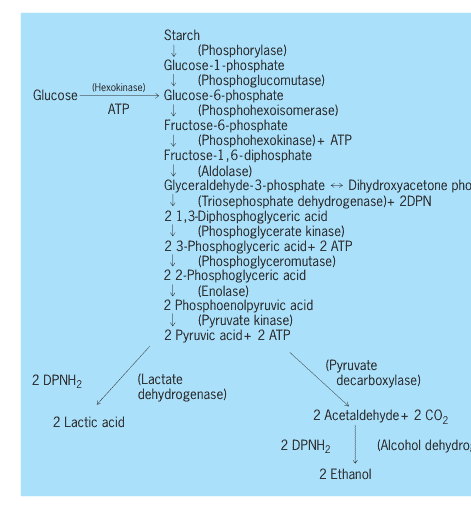 Starch
↓ (Phosphorylase)
Glucose-1-phosphate
↓ (Phosphoglucomutase)
Glucose (Hexokinase) ATP → Glucose-6-phosphate
↓ (Phosphohexoisomerase)
Fructose-6-phosphate
↓ (Phosphohexokinase)+ ATP
Fructose-1,6-diphosphate
↓ (Aldolase)
Glyceraldehyde-3-phosphate ↔ Dihydroxyacetone pho
↓ (Triosephosphate dehydrogenase)+ 2DPN
2 1,3-Diphosphoglyceric acid
↓ (Phosphoglycerate kinase)
2 3-Phosphoglyceric acid+ 2 ATP
↓ (Phosphoglyceromutase)
2 2-Phosphoglyceric acid
↓ (Enolase)
2 Phosphoenolpyruvic acid
↓ (Pyruvate kinase)
2 Pyruvic acid+ 2 ATP
2 DPNH₂ (Lactate
dehydrogenase)
2 Lactic acid
(Pyruvate
decarboxylase)
2 Acetaldehyde+ 2 CO₂
2 DPNH₂ (Alcohol dehydrog
2 Ethanol